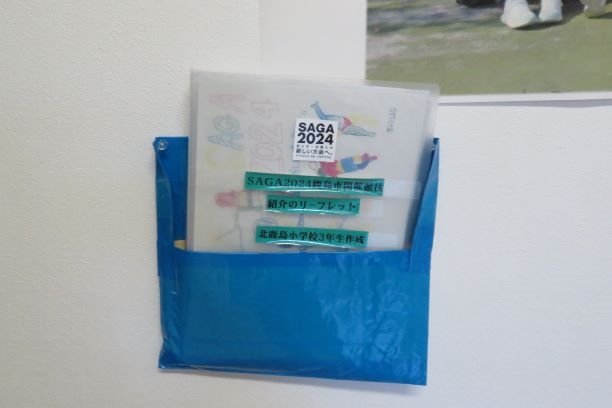 SAGA
2024
新しい大会へ。
SAGA
2024
SAGA2024鹿島市開催競技
紹介のリーフレット
北鹿島小学校3年生作成